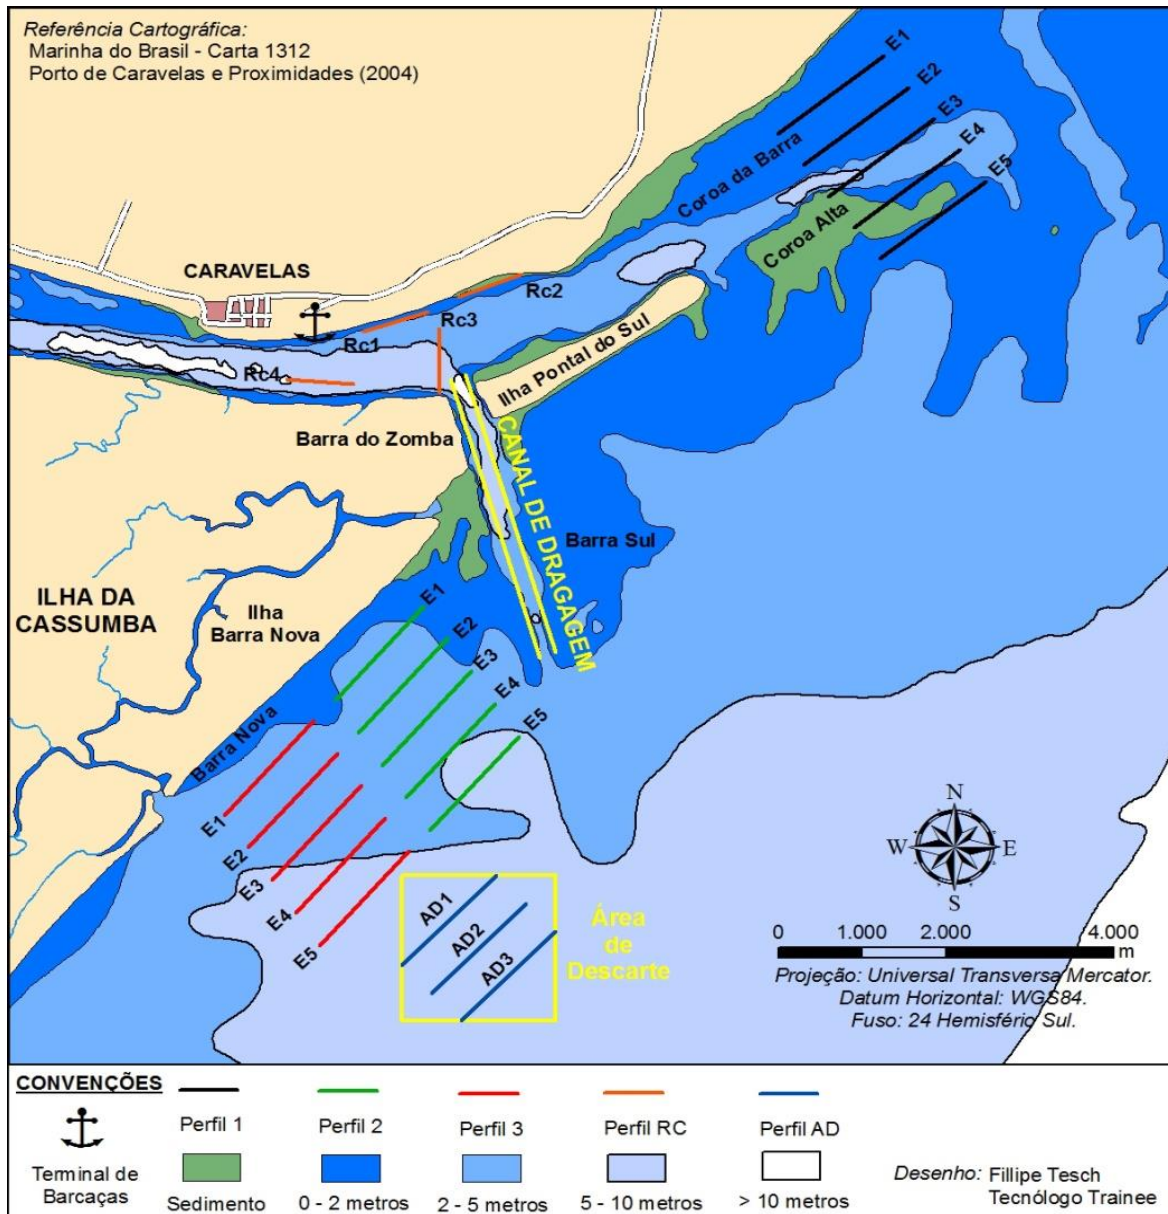 Referência Cartográfica:
Marinha do Brasil - Carta 1312
Porto de Caravelas e Proximidades (2004)
E1
E2
E3
E4
E5
Coroa da Barra
Coroa Alta
CARAVELAS
Rc2
Rc1
Rc3
Rc4
Ilha Pontal do Sul
Barra do Zomba
CANAL DE DRAGAGEM
Barra Sul
ILHA DA
CASSUMBA
Ilha
Barra Nova
Barra Nova
E1
E2
E3
E4
E5
E1
E2
E3
E4
E5
AD1
AD2
AD3
Área
de
Descarte
N
W
E
S
0 1.000 2.000 4.000
m
Projeção: Universal Transversa Mercator.
Datum Horizontal: WGS84.
Fuso: 24 Hemisfério Sul.
CONVENÇÕES
Perfil 1
Perfil 2
Perfil 3
Perfil RC
Perfil AD
Terminal de
Barcaças
Sedimento
0 - 2 metros
2 - 5 metros
5 - 10 metros
> 10 metros
Desenho: Fillipe Tesch
Tecnólogo Trainee